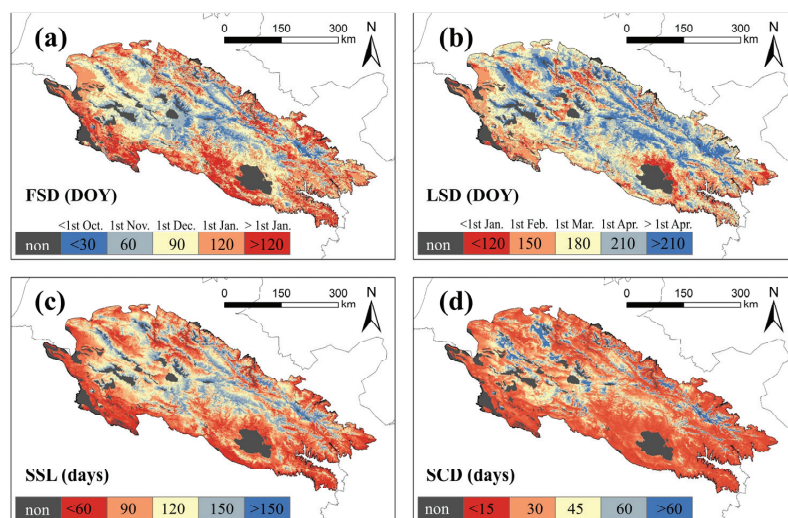 (a)
0 150 300
km
N
FSD (DOY)
<1st Oct. 1st Nov. 1st Dec. 1st Jan. > 1st Jan.
non <30 60 90 120 >120
(b)
0 150 300
km
N
LSD (DOY)
<1st Jan. 1st Feb. 1st Mar. 1st Apr. > 1st Apr.
non <120 150 180 210 >210
(c)
0 150 300
km
N
SSL (days)
non <60 90 120 150 >150
(d)
0 150 300
km
N
SCD (days)
non <15 30 45 60 >60